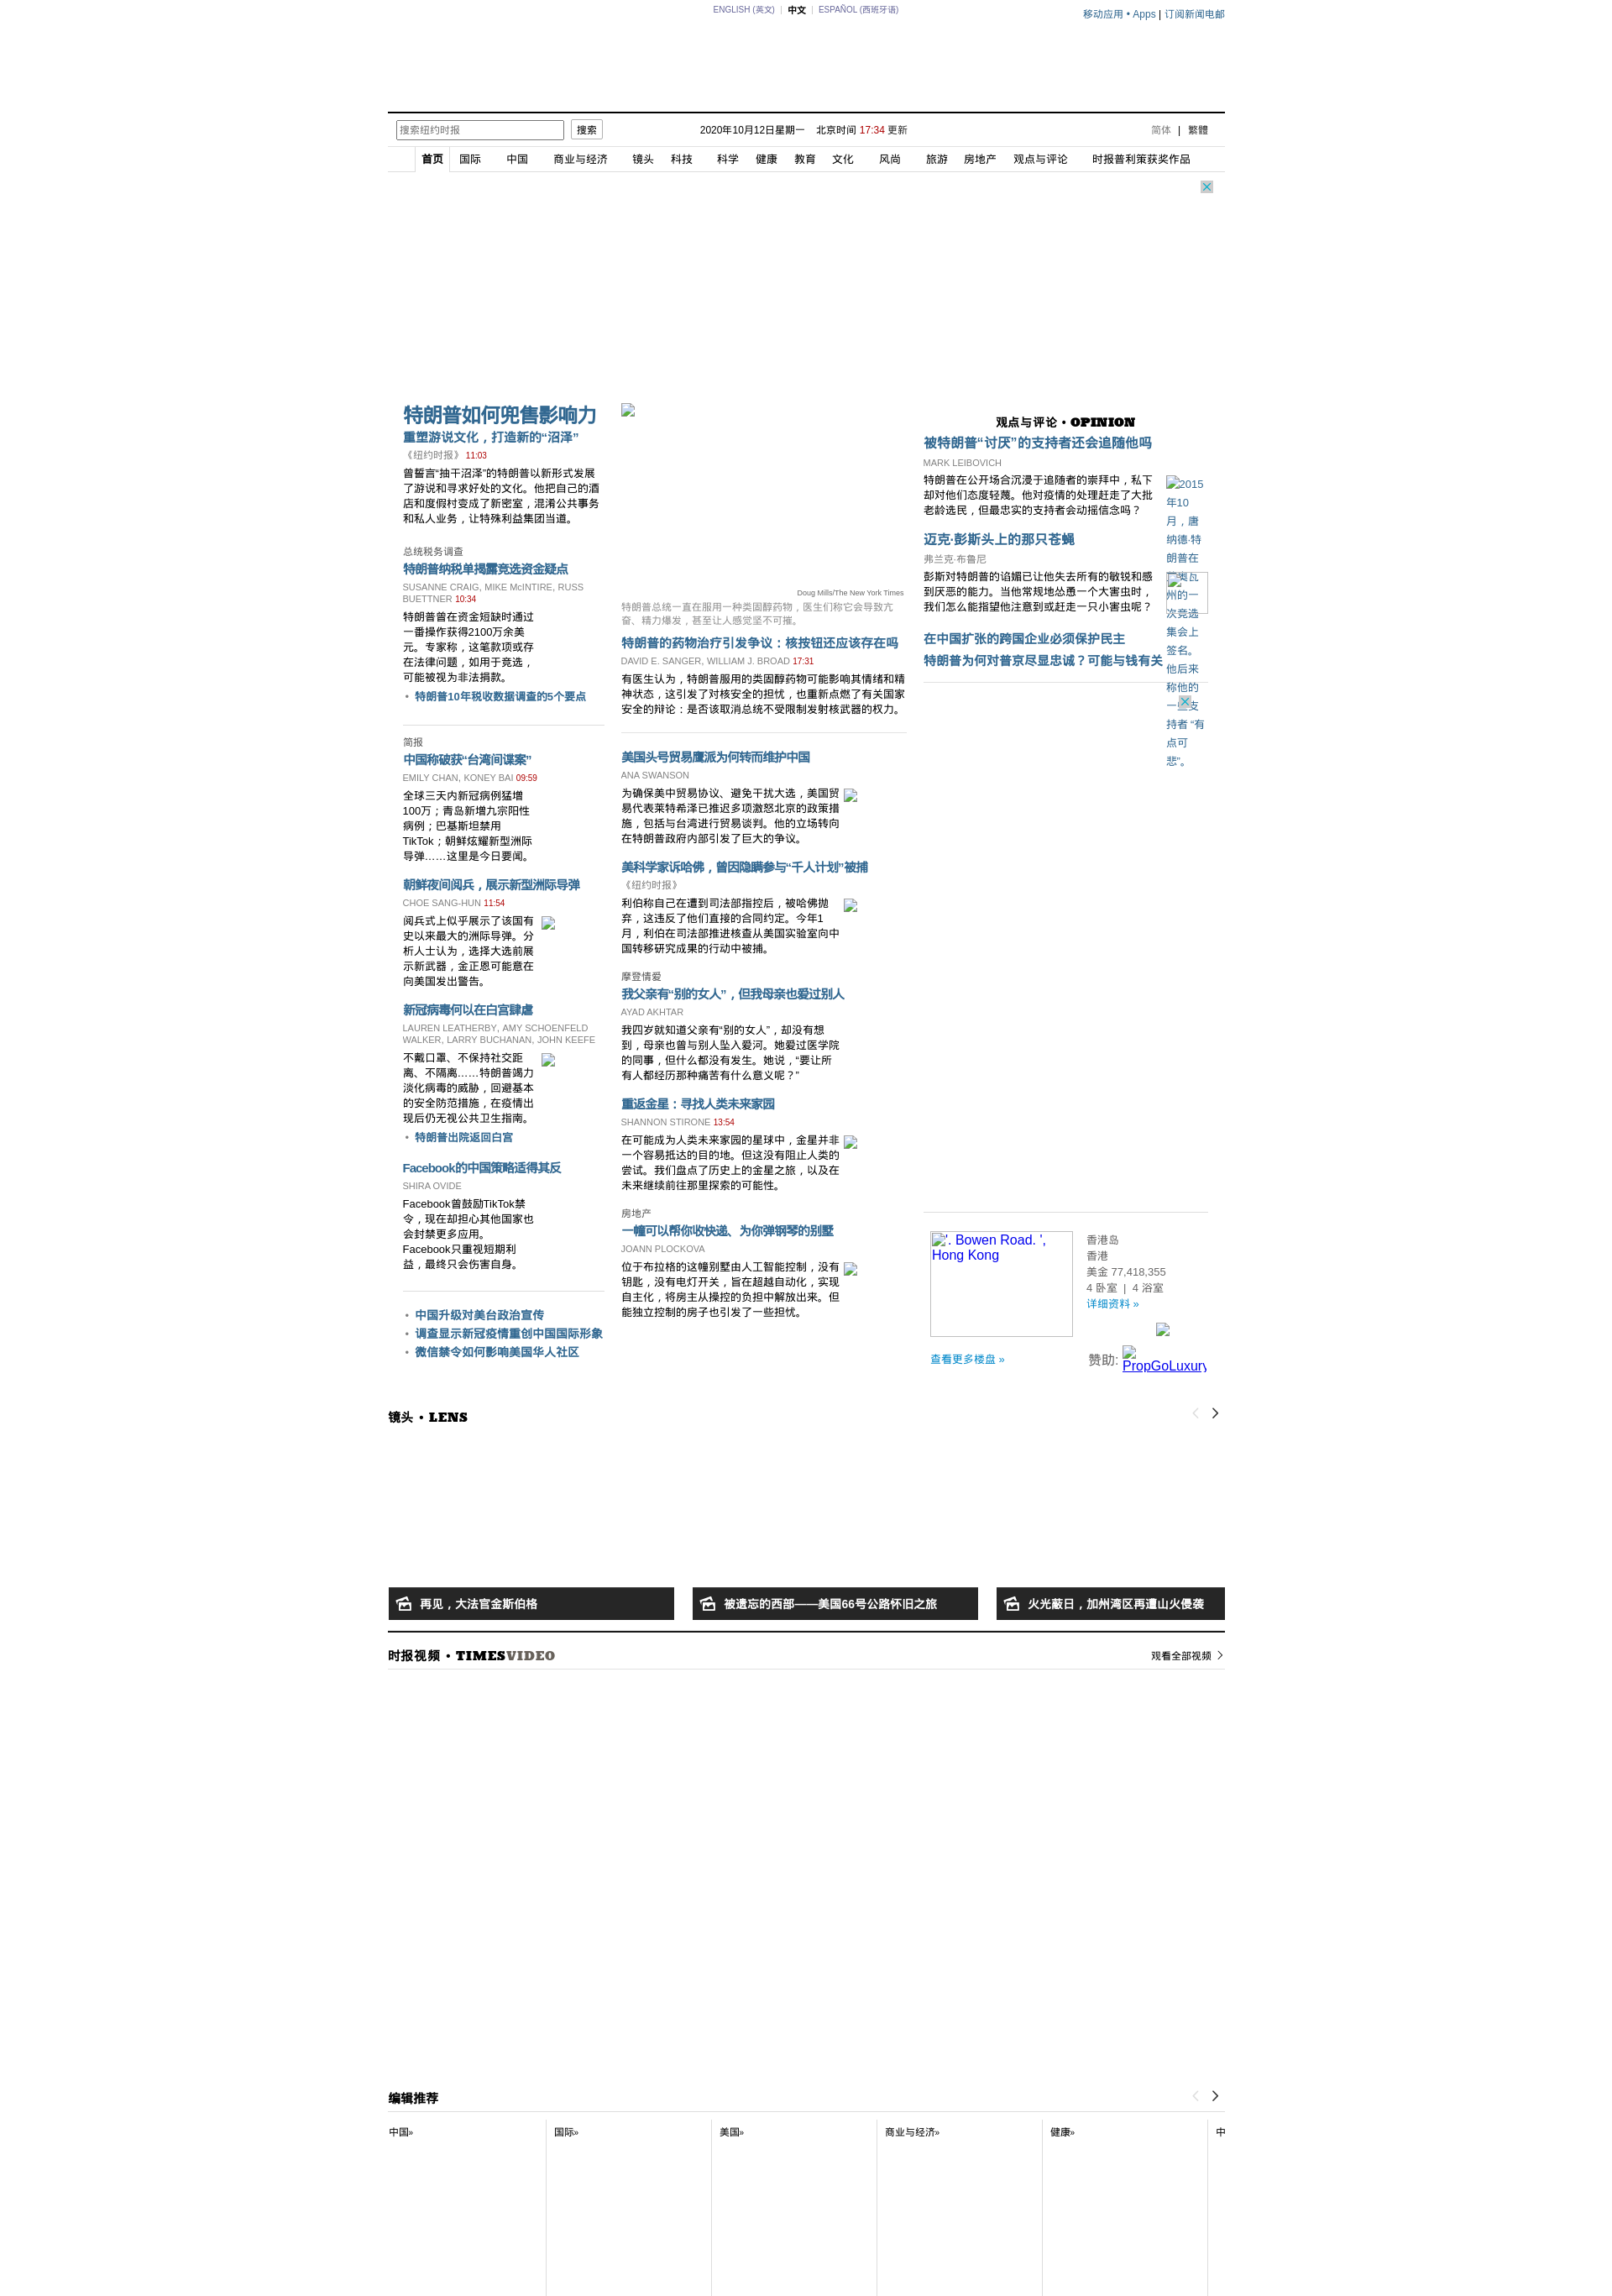 ENGLISH (英文) | 中文 | ESPAÑOL (西班牙语)
移动应用 • Apps | 订阅新闻电邮
搜索纽约时报 搜索
2020年10月12日星期一 北京时间 17:34 更新
简体 | 繁體
首页 国际 中国 商业与经济 镜头 科技 科学 健康 教育 文化 风尚 旅游 房地产 观点与评论 时报普利策获奖作品
特朗普如何兜售影响力
重塑游说文化，打造新的“沼泽”
《纽约时报》 11:03
曾誓言“抽干沼泽”的特朗普以新形式发展
了游说和寻求好处的文化。他把自己的酒
店和度假村变成了新密室，混淆公共事务
和私人业务，让特殊利益集团当道。
总统税务调查
特朗普纳税单揭露竞选资金疑点
SUSANNE CRAIG, MIKE McINTIRE, RUSS
BUETTNER 10:34
特朗普曾在资金短缺时通过
一番操作获得2100万余美
元。专家称，这笔款项或存
在法律问题，如用于竞选，
可能被视为非法捐款。
• 特朗普10年税收数据调查的5个要点
简报
中国称破获“台湾间谍案”
EMILY CHAN, KONEY BAI 09:59
全球三天内新冠病例猛增
100万；青岛新增九宗阳性
病例；巴基斯坦禁用
TikTok；朝鲜炫耀新型洲际
导弹……这里是今日要闻。
朝鲜夜间阅兵，展示新型洲际导弹
CHOE SANG-HUN 11:54
阅兵式上似乎展示了该国有
史以来最大的洲际导弹。分
析人士认为，选择大选前展
示新武器，金正恩可能意在
向美国发出警告。
新冠病毒何以在白宫肆虐
LAUREN LEATHERBY, AMY SCHOENFELD
WALKER, LARRY BUCHANAN, JOHN KEEFE
不戴口罩、不保持社交距
离、不隔离……特朗普竭力
淡化病毒的威胁，回避基本
的安全防范措施，在疫情出
现后仍无视公共卫生指南。
• 特朗普出院返回白宫
Facebook的中国策略适得其反
SHIRA OVIDE
Facebook曾鼓励TikTok禁
令，现在却担心其他国家也
会封禁更多应用。
Facebook只重视短期利
益，最终只会伤害自身。
• 中国升级对美台政治宣传
• 调查显示新冠疫情重创中国国际形象
• 微信禁令如何影响美国华人社区
Doug Mills/The New York Times
特朗普总统一直在服用一种类固醇药物，医生们称它会导致亢
奋、精力爆发，甚至让人感觉坚不可摧。
特朗普的药物治疗引发争议：核按钮还应该存在吗
DAVID E. SANGER, WILLIAM J. BROAD 17:31
有医生认为，特朗普服用的类固醇药物可能影响其情绪和精
神状态，这引发了对核安全的担忧，也重新点燃了有关国家
安全的辩论：是否该取消总统不受限制发射核武器的权力。
美国头号贸易鹰派为何转而维护中国
ANA SWANSON
为确保美中贸易协议、避免干扰大选，美国贸
易代表莱特希泽已推迟多项激怒北京的政策措
施，包括与台湾进行贸易谈判。他的立场转向
在特朗普政府内部引发了巨大的争议。
美科学家诉哈佛，曾因隐瞒参与“千人计划”被捕
《纽约时报》
利伯称自己在遭到司法部指控后，被哈佛抛
弃，这违反了他们直接的合同约定。今年1
月，利伯在司法部推进核查从美国实验室向中
国转移研究成果的行动中被捕。
摩登情爱
我父亲有“别的女人”，但我母亲也爱过别人
AYAD AKHTAR
我四岁就知道父亲有“别的女人”，却没有想
到，母亲也曾与别人坠入爱河。她爱过医学院
的同事，但什么都没有发生。她说，“要让所
有人都经历那种痛苦有什么意义呢？”
重返金星：寻找人类未来家园
SHANNON STIRONE 13:54
在可能成为人类未来家园的星球中，金星并非
一个容易抵达的目的地。但这没有阻止人类的
尝试。我们盘点了历史上的金星之旅，以及在
未来继续前往那里探索的可能性。
房地产
一幢可以帮你收快递、为你弹钢琴的别墅
JOANN PLOCKOVA
位于布拉格的这幢别墅由人工智能控制，没有
钥匙，没有电灯开关，旨在超越自动化，实现
自主化，将房主从操控的负担中解放出来。但
能独立控制的房子也引发了一些担忧。
观点与评论 • OPINION
被特朗普“讨厌”的支持者还会追随他吗
MARK LEIBOVICH
特朗普在公开场合沉浸于追随者的崇拜中，私下
却对他们态度轻蔑。他对疫情的处理赶走了大批
老龄选民，但最忠实的支持者会动摇信念吗？
2015
年10
月，唐
纳德·特
朗普在
州的一
次竞选
集会上
签名。
他后来
称他的
一些支
持者 “有
点可
悲”。
迈克·彭斯头上的那只苍蝇
弗兰克·布鲁尼
彭斯对特朗普的谄媚已让他失去所有的敏锐和感
到厌恶的能力。当他常规地怂恿一个大害虫时，
我们怎么能指望他注意到或赶走一只小害虫呢？
在中国扩张的跨国企业必须保护民主
特朗普为何对普京尽显忠诚？可能与钱有关
'. Bowen Road. ',
Hong Kong
香港岛
香港
美金 77,418,355
4 卧室 | 4 浴室
详细资料 »
查看更多楼盘 »
赞助: PropGoLuxury
镜头 • LENS
再见，大法官金斯伯格
被遗忘的西部——美国66号公路怀旧之旅
火光蔽日，加州湾区再遭山火侵袭
时报视频 • TIMESVIDEO
观看全部视频
编辑推荐
中国» 国际» 美国» 商业与经济» 健康» 中